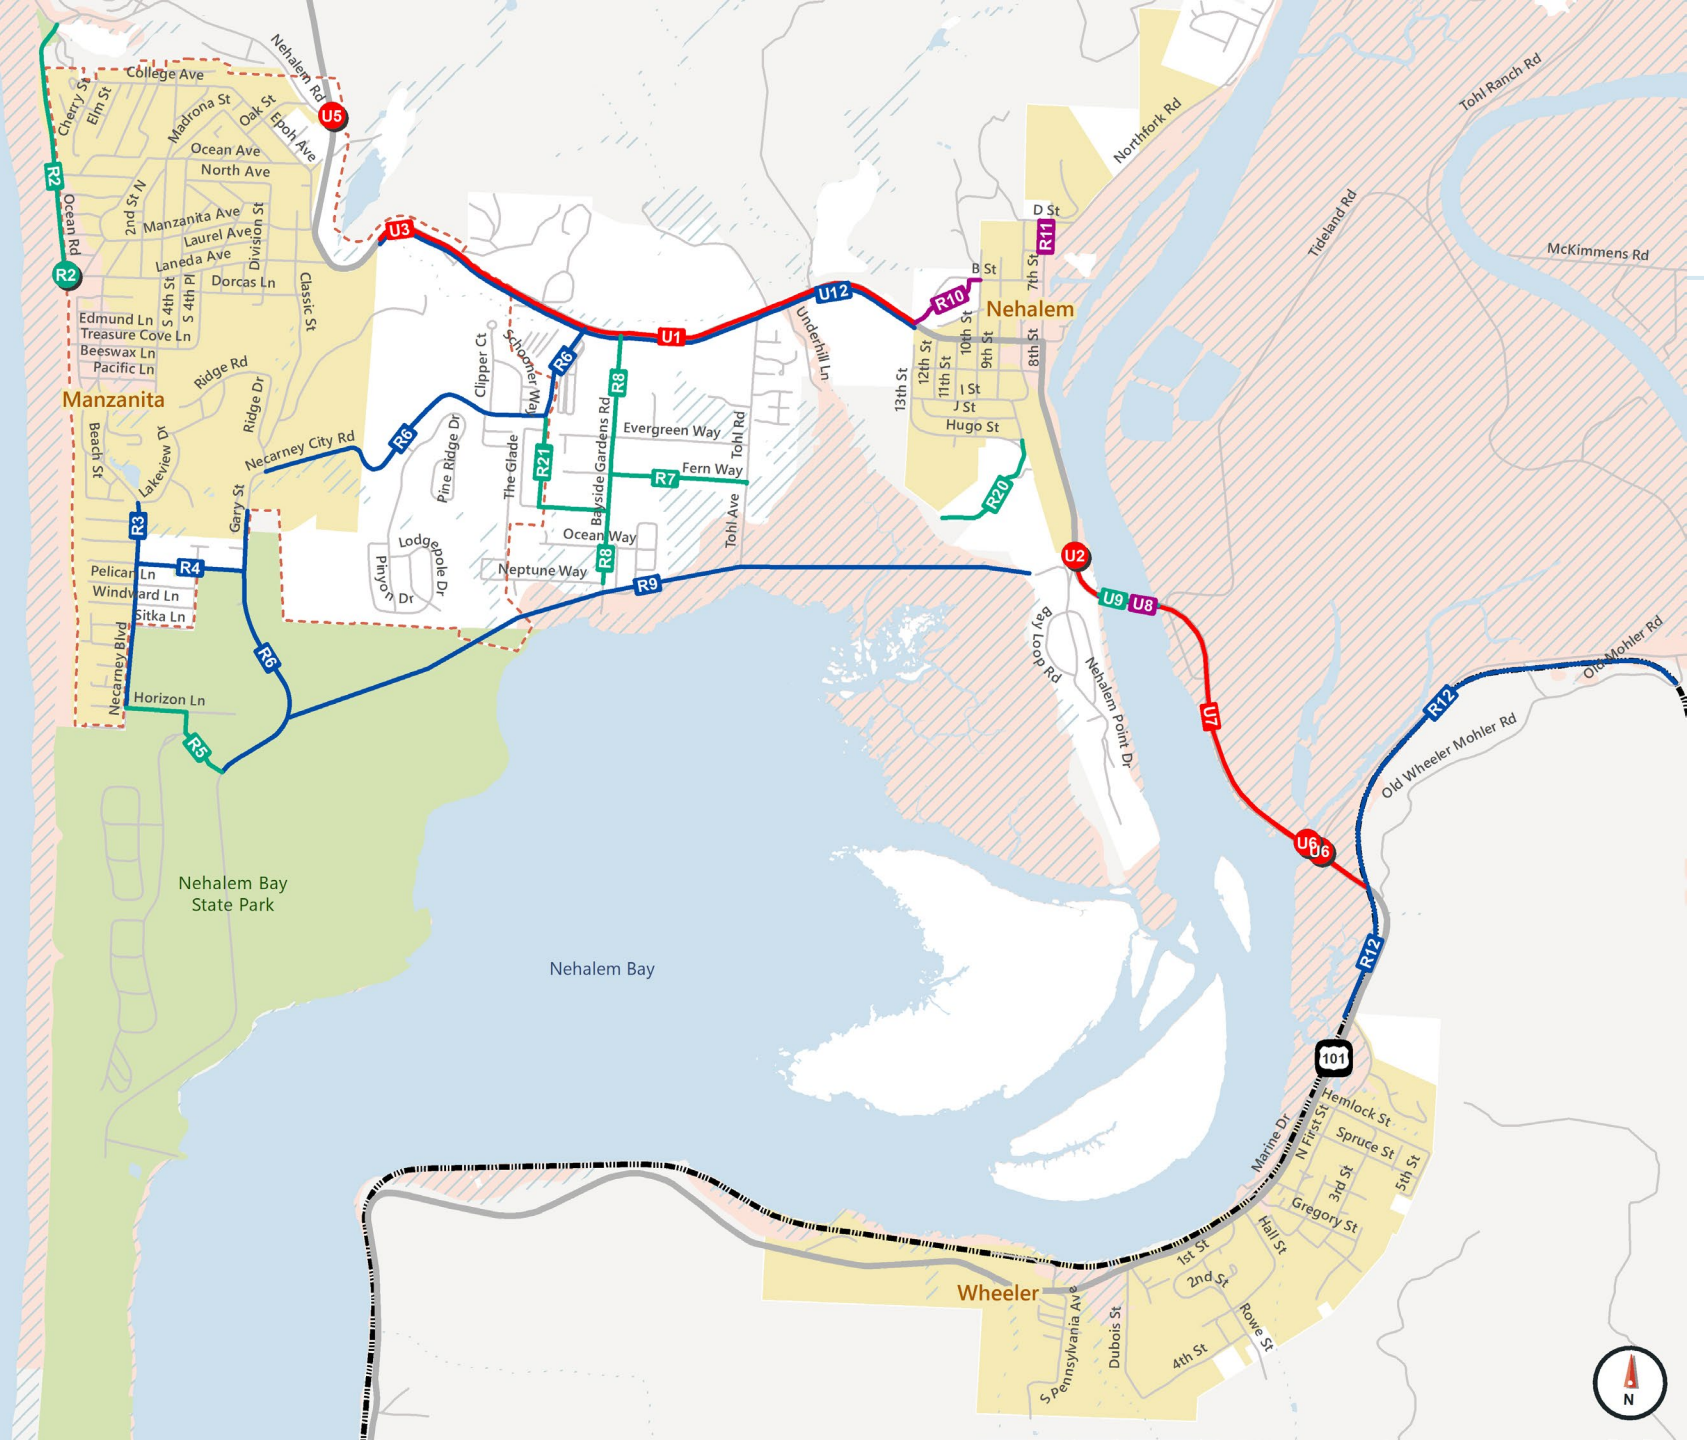 Nehalem Rd
College Ave
Cherry St
Elm St
Madrona St
Oak St
Epoh Ave
U5
Ocean Ave
North Ave
R2
Ocean Rd
2nd St N
Manzanita Ave
Laurel Ave
Division St
Laneda Ave
Dorcas Ln
R2
S 4th St
S 4th Pl
Classic St
Edmund Ln
Treasure Cove Ln
Beeswax Ln
Pacific Ln
Ridge Rd
Ridge Dr
Manzanita
Beach St
Lakeview Dr
Necarney City Rd
Gary St
R3
R4
Pelican Ln
Windward Ln
Sitka Ln
Necarney Blvd
R6
Horizon Ln
R5
Nehalem Bay
State Park
U3
U1
U12
Clipper Ct
Schooner Way
R6
R8
R6
Pine Ridge Dr
The Glade
R21
Bayside Gardens Rd
Evergreen Way
Tohl Rd
Fern Way
R7
Tohl Ave
Ocean Way
R8
Lodgepole Dr
Pinyon Dr
Neptune Way
R9
Underhill Ln
Tohl Ranch Rd
Northfork Rd
Tideland Rd
McKimmens Rd
D St
R11
7th St
B St
R10
Nehalem
10th St
9th St
8th St
12th St
11th St
13th St
I St
J St
Hugo St
R20
U2
U9
U8
Bay Loop Rd
Nehalem Point Dr
U7
U6
U6
Old Mohler Rd
R12
Old Wheeler Mohler Rd
R12
Nehalem Bay
101
Hemlock St
Marine Dr
N First St
Spruce St
5th St
3rd St
Gregory St
Hall St
1st St
2nd St
Wheeler
S Pennsylvania Ave
Dubois St
Rowe St
4th St
N